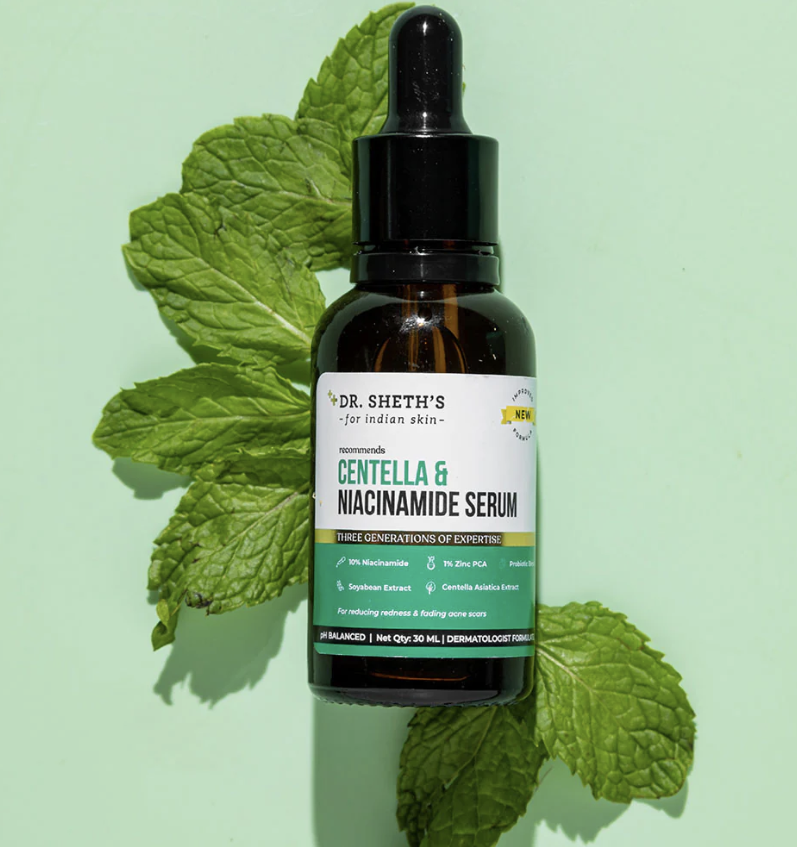 DR. SHETH'S
-for indian skin-
IMPROVED
NEW
FORMULA
recommends
CENTELLA &
NIACINAMIDE SERUM
THREE GENERATIONS OF EXPERTISE
10% Niacinamide 1% Zinc PCA Probiotic
Soyabean Extract Centella Asiatica Extract
For reducing redness & fading acne scars
pH BALANCED | Net Qty: 30 ML | DERMATOLOGIST